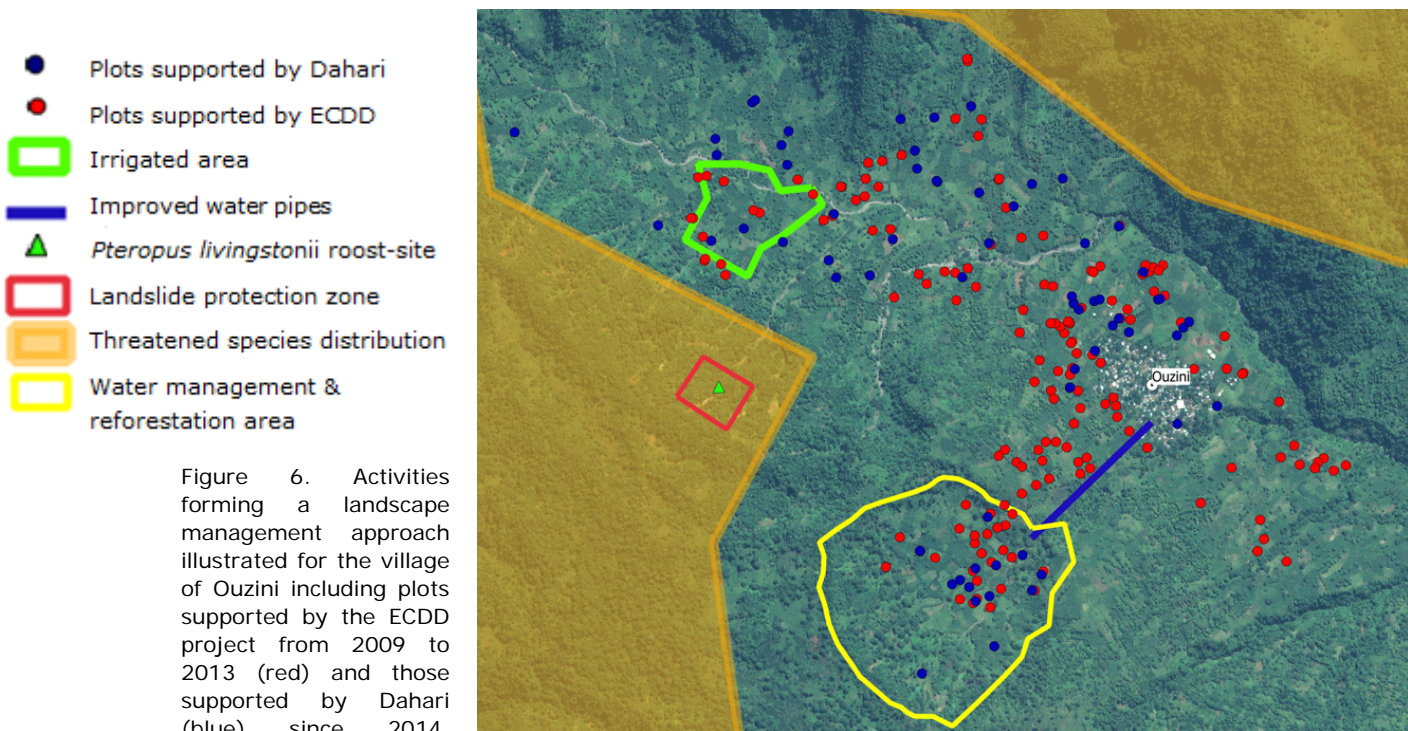 Plots supported by Dahari
Plots supported by ECDD
Irrigated area
Improved water pipes
Pteropus livingstonii roost-site
Landslide protection zone
Threatened species distribution
Water management &
reforestation area
Figure 6. Activities
forming a landscape
management approach
illustrated for the village
of Ouzini including plots
supported by the ECDD
project from 2009 to
2013 (red) and those
supported by Dahari
(blue) since 2014.
Ouzini